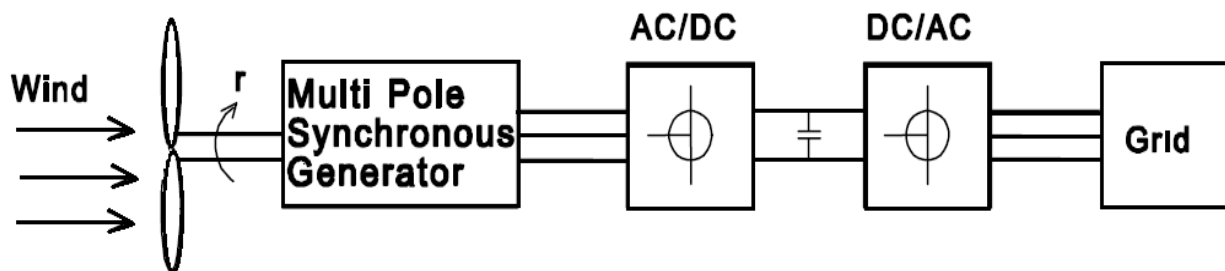 Wind
r
Multi Pole
Synchronous
Generator
AC/DC
DC/AC
Grid